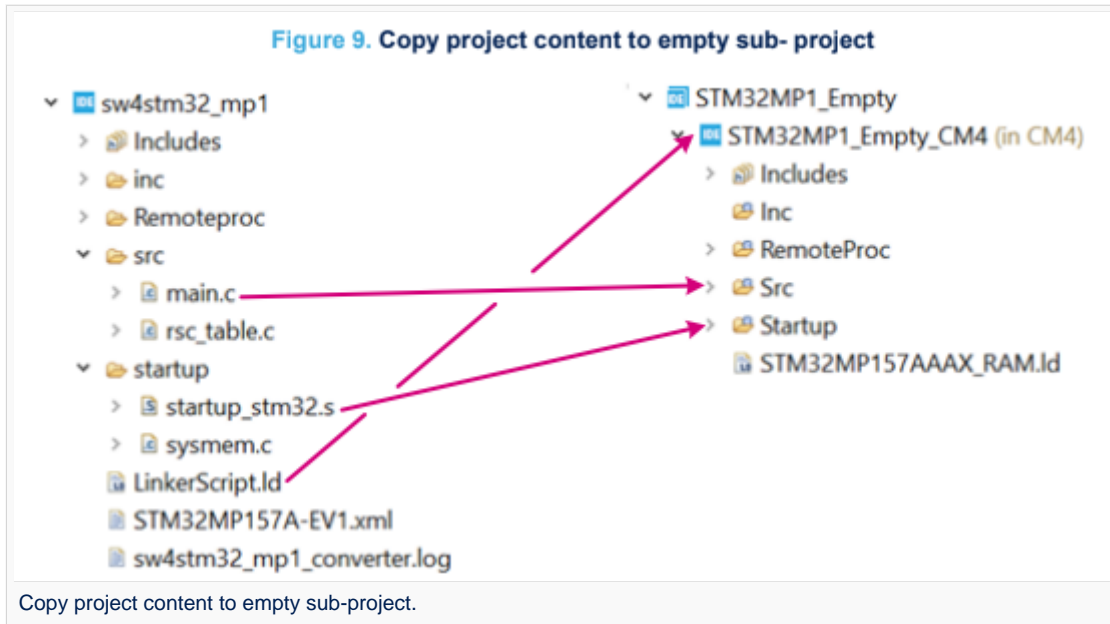 Figure 9. Copy project content to empty sub- project
sw4stm32_mp1
Includes
inc
Remoteproc
src
main.c
rsc_table.c
startup
startup_stm32.s
sysmem.c
LinkerScript.ld
STM32MP157A-EV1.xml
sw4stm32_mp1_converter.log
STM32MP1_Empty
STM32MP1_Empty_CM4 (in CM4)
Includes
Inc
RemoteProc
Src
Startup
STM32MP157AAAX_RAM.ld
Copy project content to empty sub-project.